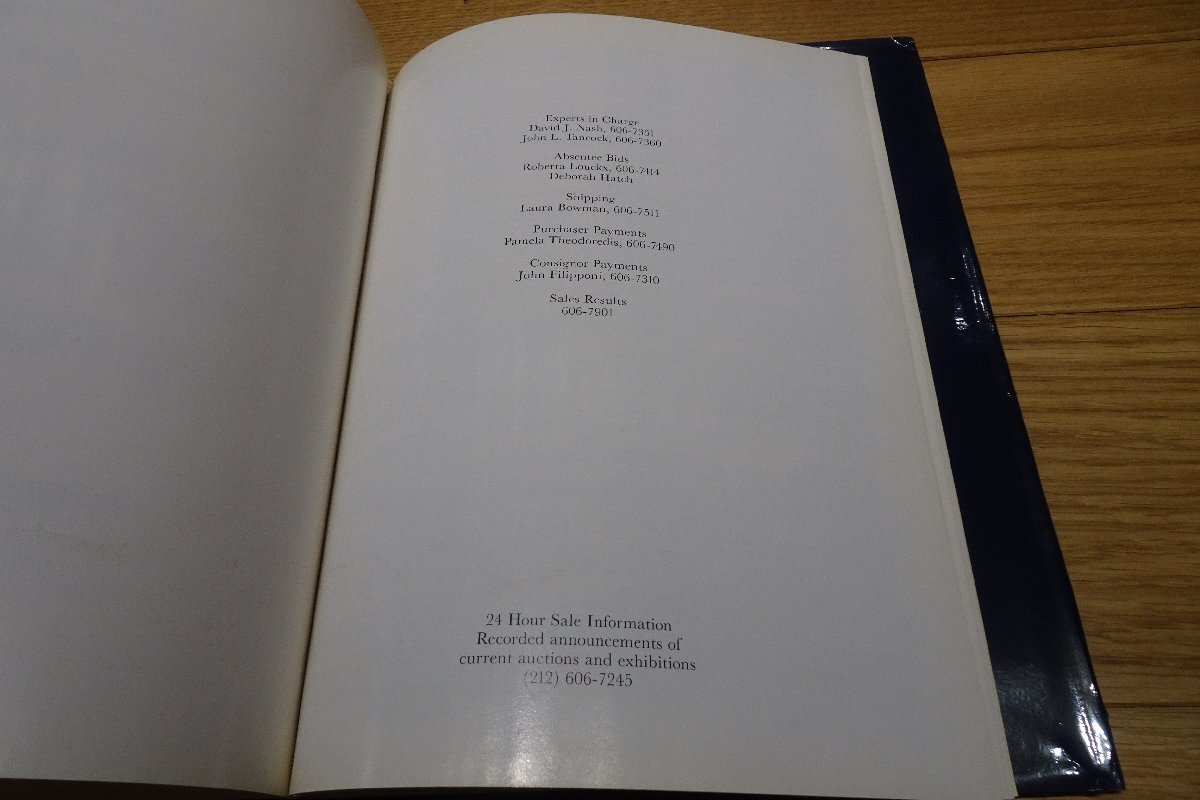 Experts in Charge
David J. Nash, 606-7351
John L. Tancock, 606-7360
Absentee Bids
Roberta Louckx, 606-7414
Deborah Hatch
Shipping
Laura Bowman, 606-7511
Purchaser Payments
Pamela Theodoredis, 606-7490
Consignor Payments
John Filipponi, 606-7310
Sales Results
606-7901
24 Hour Sale Information
Recorded announcements of
current auctions and exhibitions
(212) 606-7245